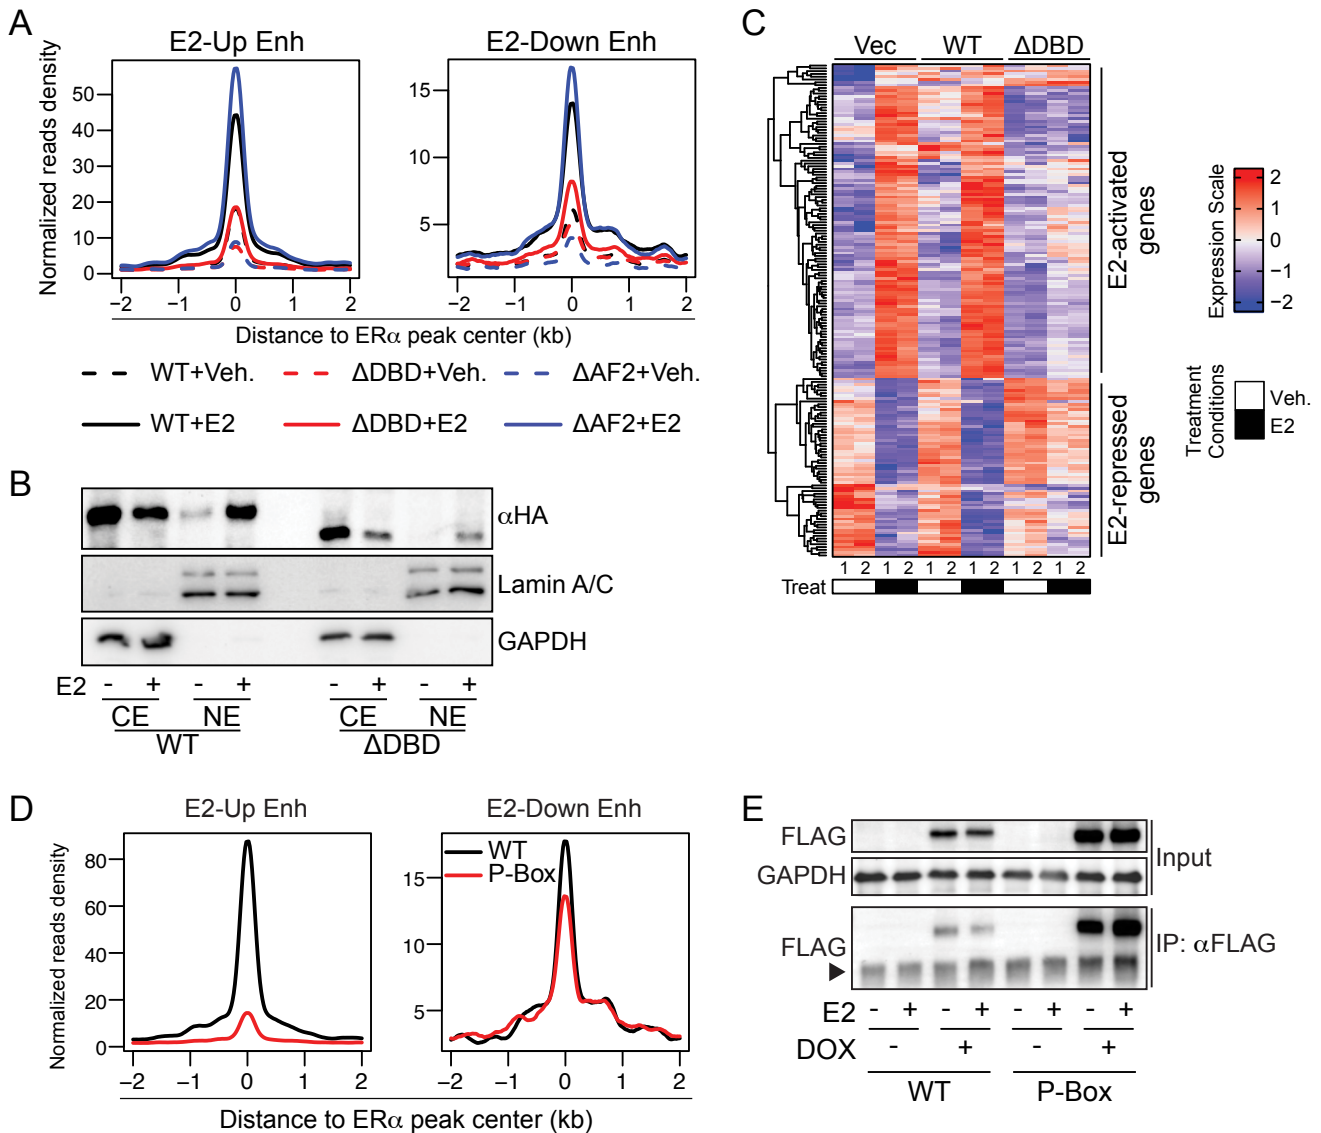 A
E2-Up Enh
E2-Down Enh
Normalized reads density
50
40
30
20
10
0
15
10
5
−2 −1 0 1 2
−2 −1 0 1 2
Distance to ERα peak center (kb)
WT+Veh. ΔDBD+Veh. ΔAF2+Veh.
WT+E2 ΔDBD+E2 ΔAF2+E2
B
αHA
Lamin A/C
GAPDH
E2 - + - + - + - +
CE NE CE NE
WT ΔDBD
C
Vec WT ΔDBD
E2-activated genes
E2-repressed genes
1 2 1 2 1 2 1 2 1 2 1 2
Treat
Expression Scale
2
1
0
−1
−2
Treatment Conditions
Veh.
E2
D
E2-Up Enh
E2-Down Enh
Normalized reads density
80
60
40
20
0
WT
P-Box
15
10
5
−2 −1 0 1 2
−2 −1 0 1 2
Distance to ERα peak center (kb)
E
FLAG
GAPDH
Input
FLAG
IP: αFLAG
E2 - + - + - + - +
DOX - + - +
WT P-Box